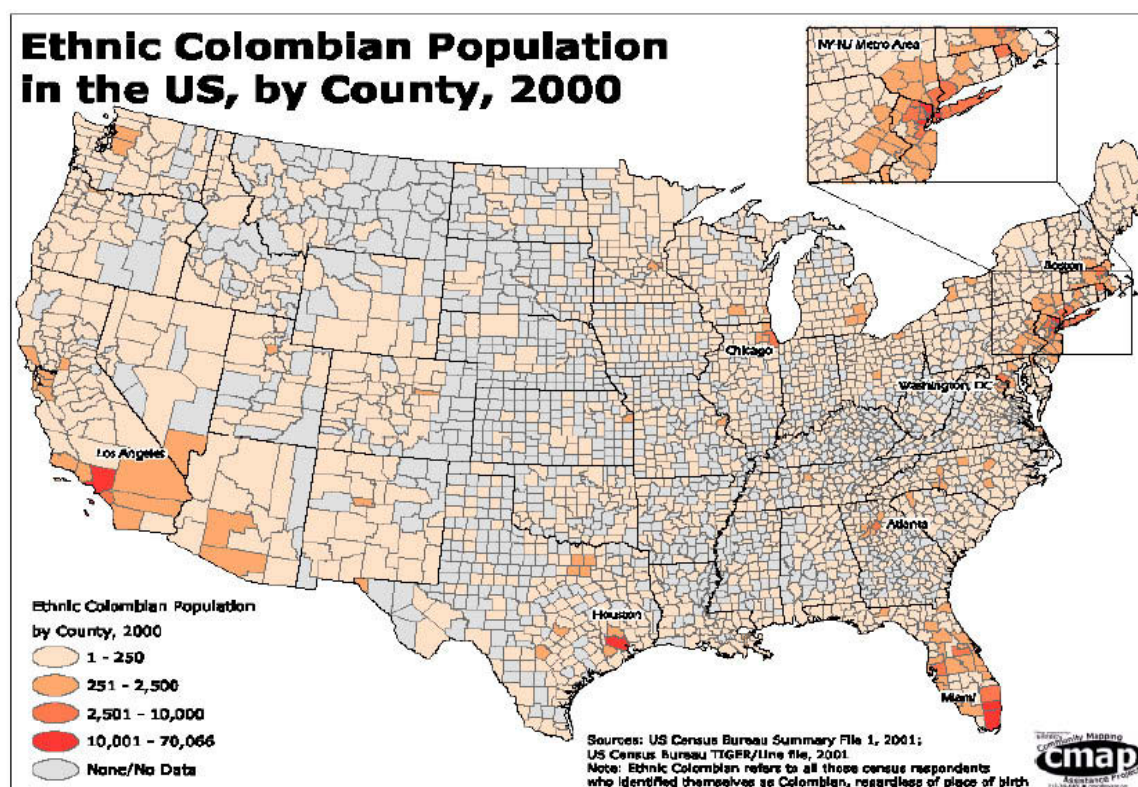 Ethnic Colombian Population
in the US, by County, 2000
NY-NJ Metro Area
Boston
Chicago
Washington, DC
Los Angeles
Atlanta
Houston
Miami
Ethnic Colombian Population
by County, 2000
1 - 250
251 - 2,500
2,501 - 10,000
10,001 - 70,066
None/No Data
Sources: US Census Bureau Summary File 1, 2001;
US Census Bureau TIGER/Line file, 2001
Note: Ethnic Colombian refers to all those census respondents
who identified themselves as Colombian, regardless of place of birth
Community Mapping
cmap
Assistance Project